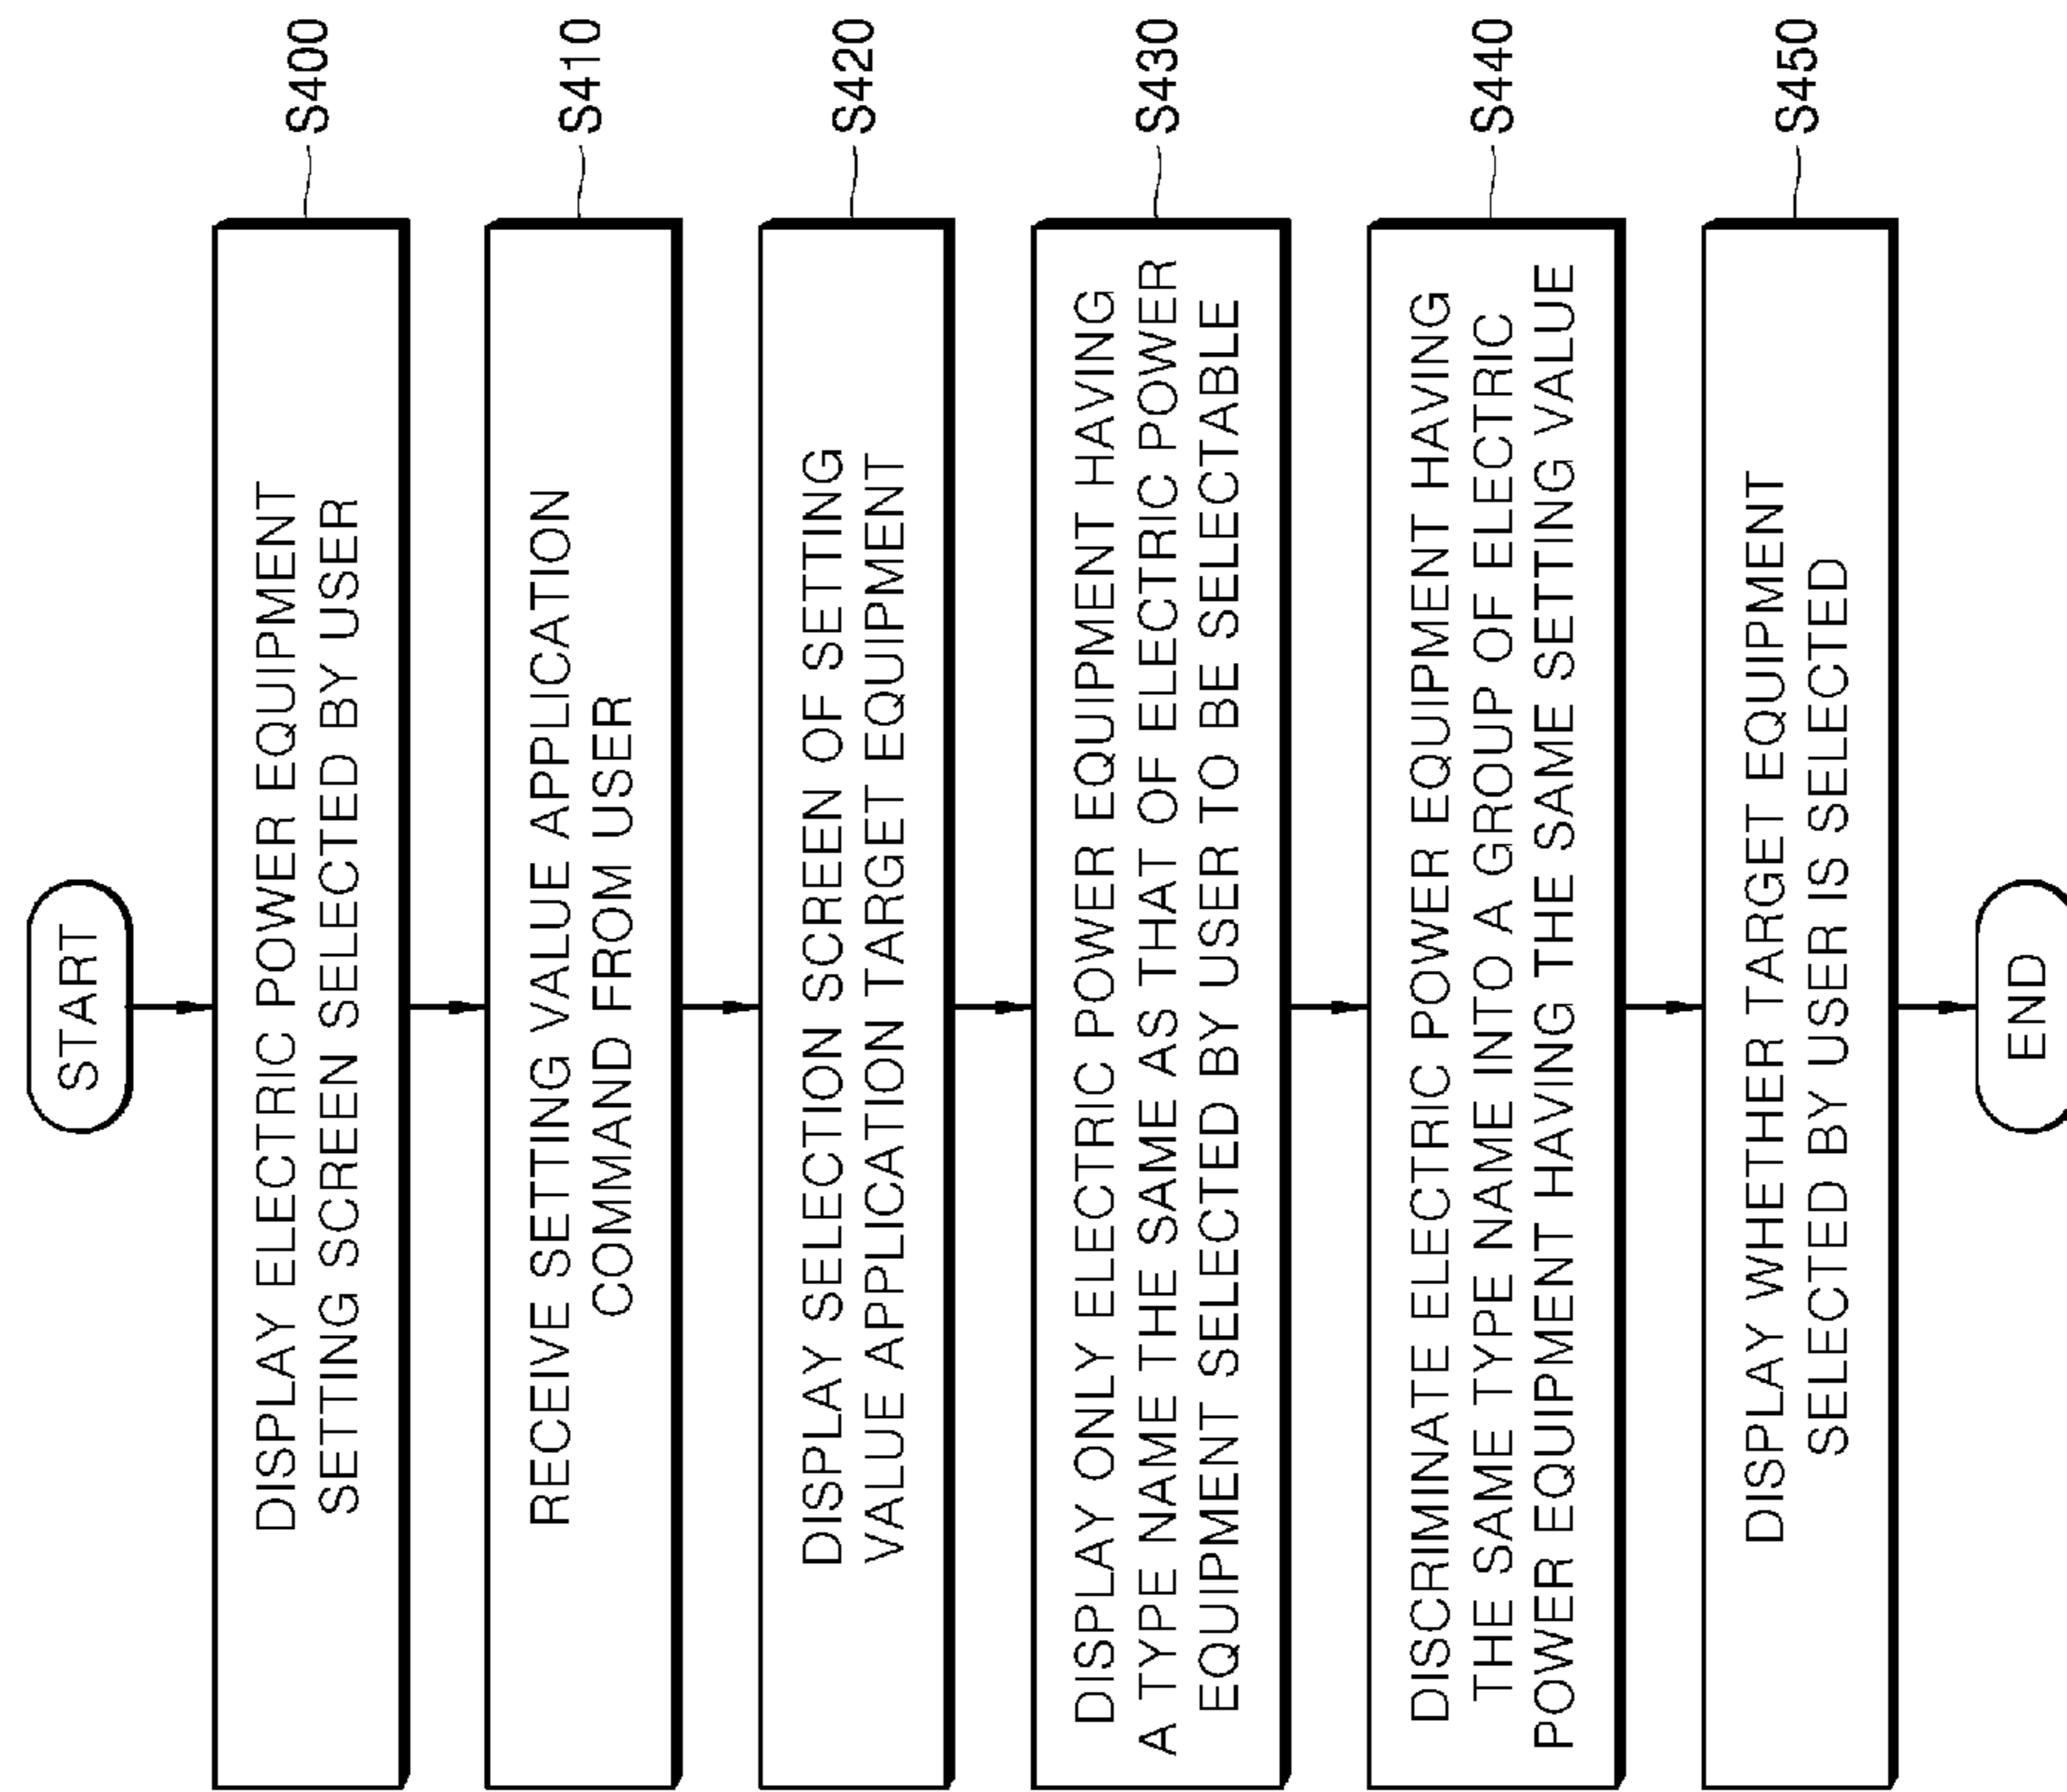 START
DISPLAY ELECTRIC POWER EQUIPMENT
SETTING SCREEN SELECTED BY USER
S400
RECEIVE SETTING VALUE APPLICATION
COMMAND FROM USER
S410
DISPLAY SELECTION SCREEN OF SETTING
VALUE APPLICATION TARGET EQUIPMENT
S420
DISPLAY ONLY ELECTRIC POWER EQUIPMENT HAVING
A TYPE NAME THE SAME AS THAT OF ELECTRIC POWER
EQUIPMENT SELECTED BY USER TO BE SELECTABLE
S430
DISCRIMINATE ELECTRIC POWER EQUIPMENT HAVING
THE SAME TYPE NAME INTO A GROUP OF ELECTRIC
POWER EQUIPMENT HAVING THE SAME SETTING VALUE
S440
DISPLAY WHETHER TARGET EQUIPMENT
SELECTED BY USER IS SELECTED
S450
END